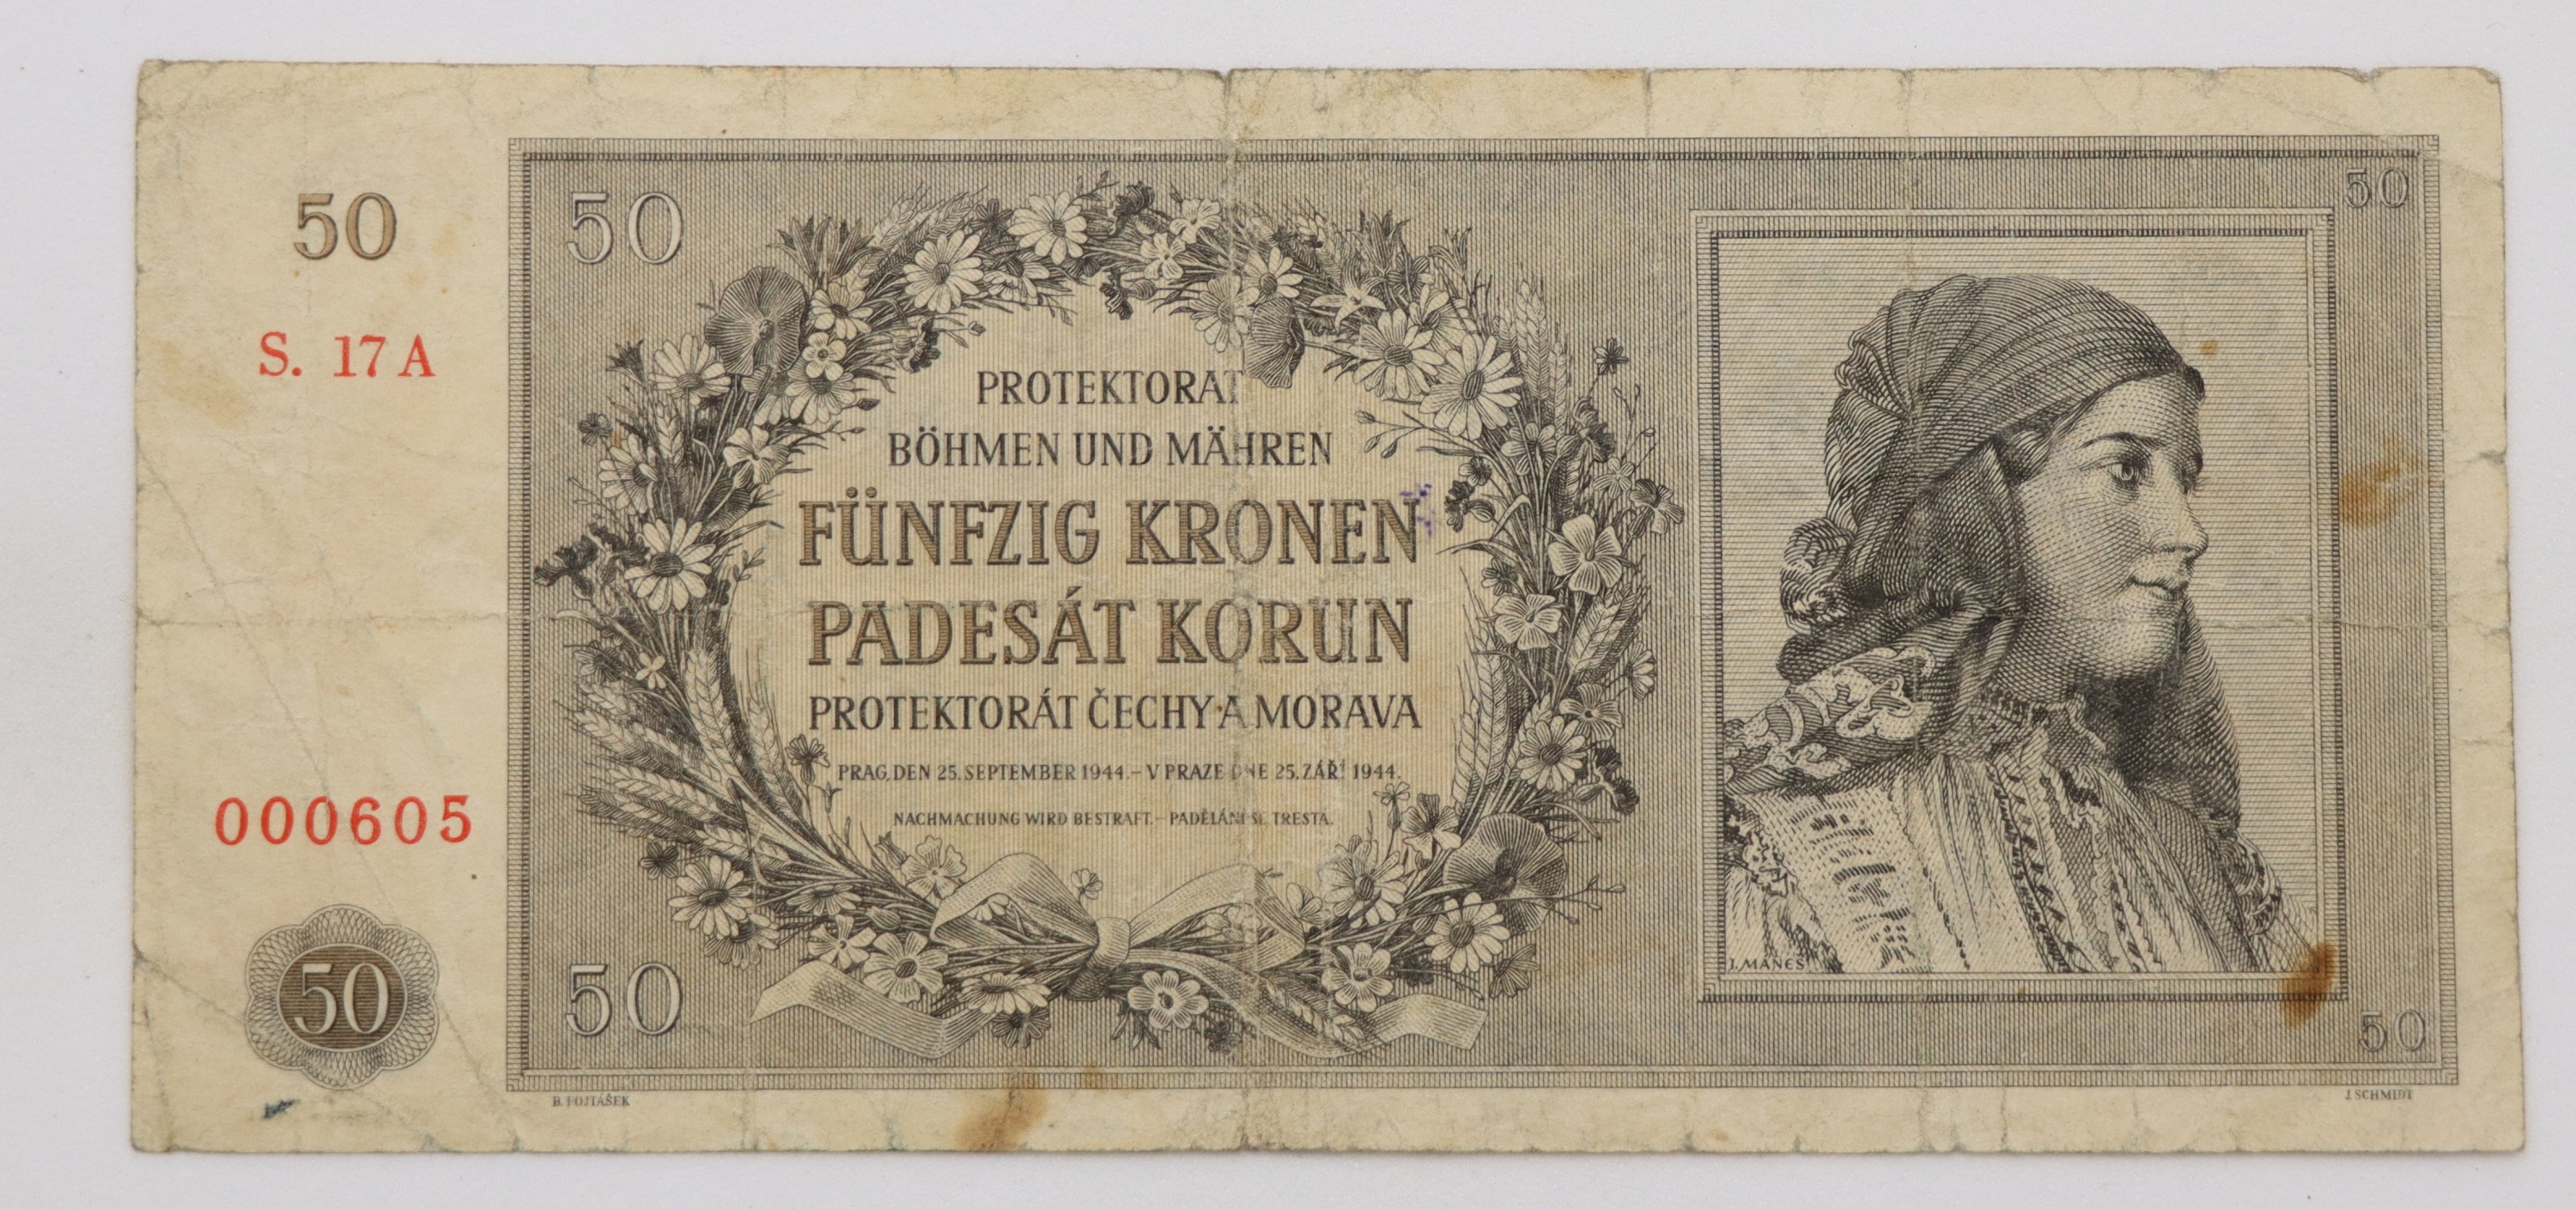 50
S. 17A
000605
50
50
50
PROTEKTORAT
BÖHMEN UND MÄHREN
FÜNFZIG KRONEN
PADESÁT KORUN
PROTEKTORÁT ČECHY A MORAVA
PRAG, DEN 25. SEPTEMBER 1944. – V PRAZE DNE 25. ZÁŘÍ 1944.
NACHMACHUNG WIRD BESTRAFT. – PADĚLÁNÍ SE TRESTÁ.
50
J. MÁNES
50
B. FOJTÁŠEK
J. SCHMIDT